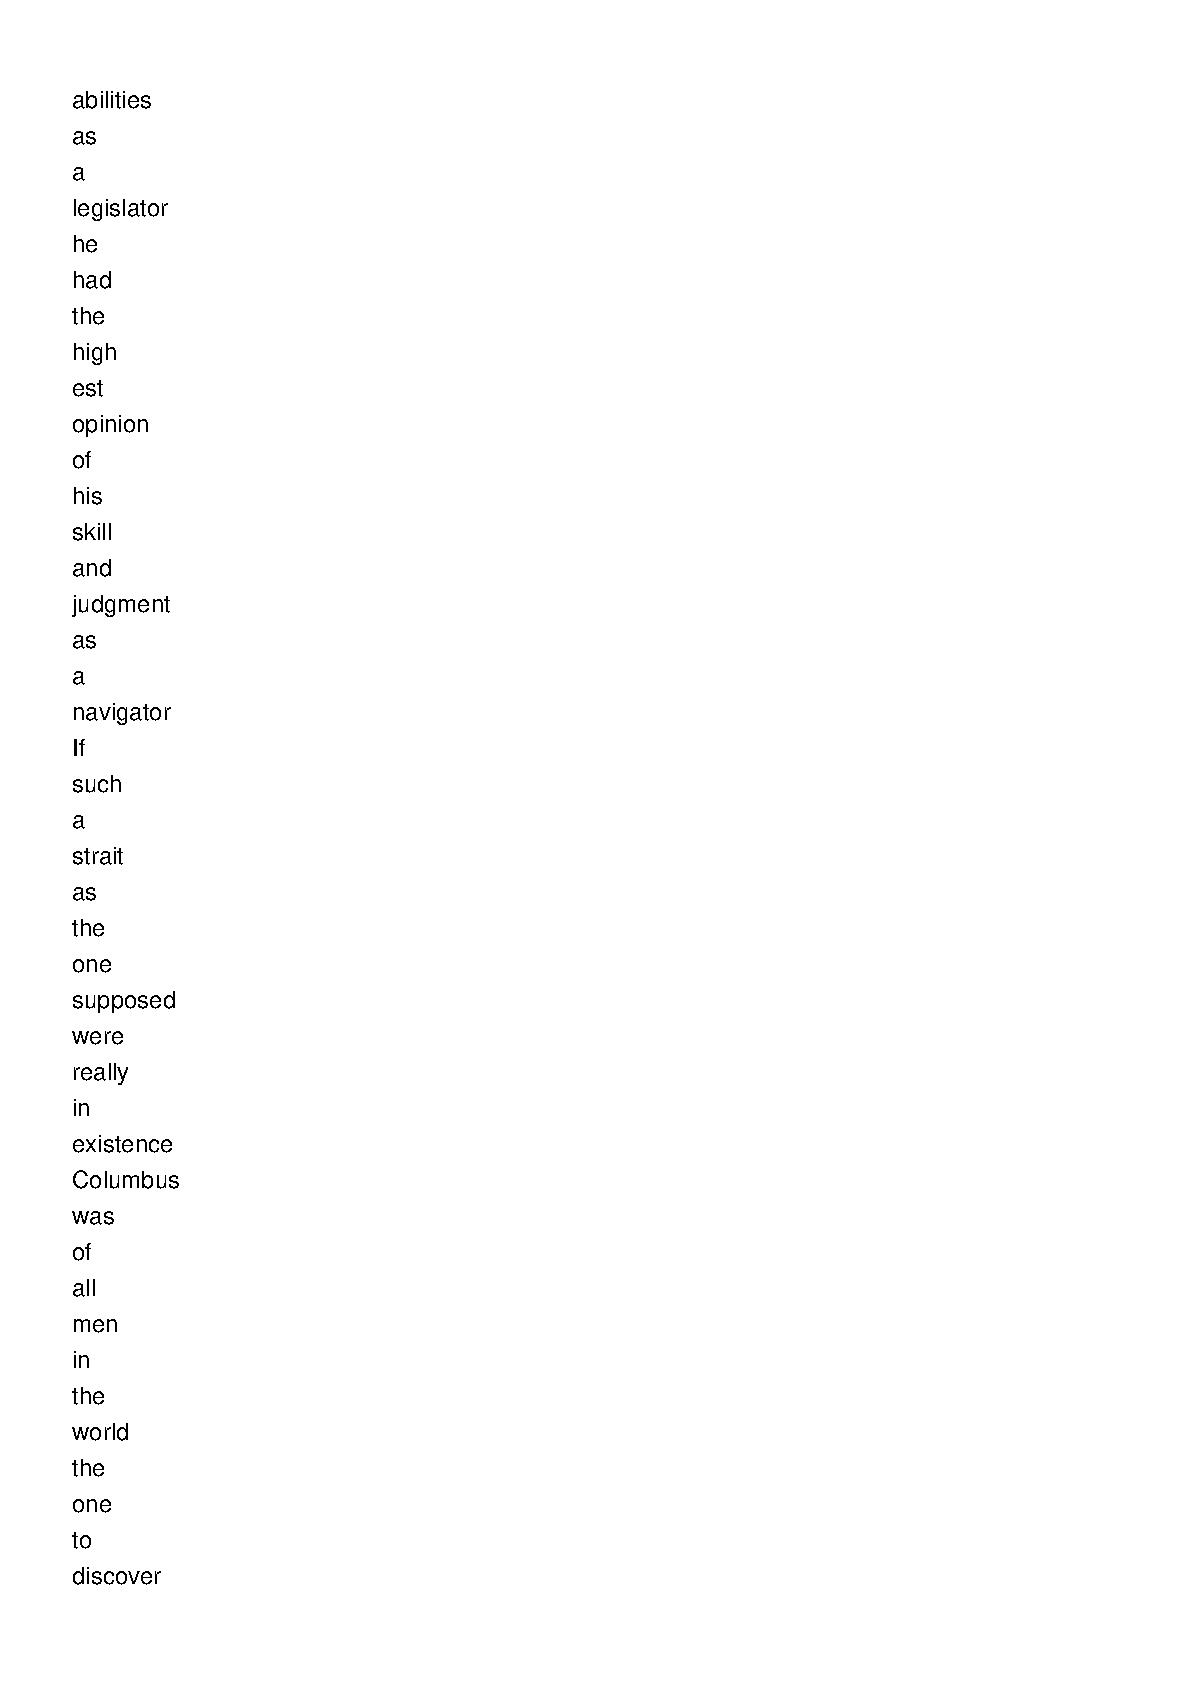 abilities
as
a
legislator
he
had
the
high
est
opinion
of
his
skill
and
judgment
as
a
navigator
If
such
a
strait
as
the
one
supposed
were
really
in
existence
Columbus
was
of
all
men
in
the
world
the
one
to
discover